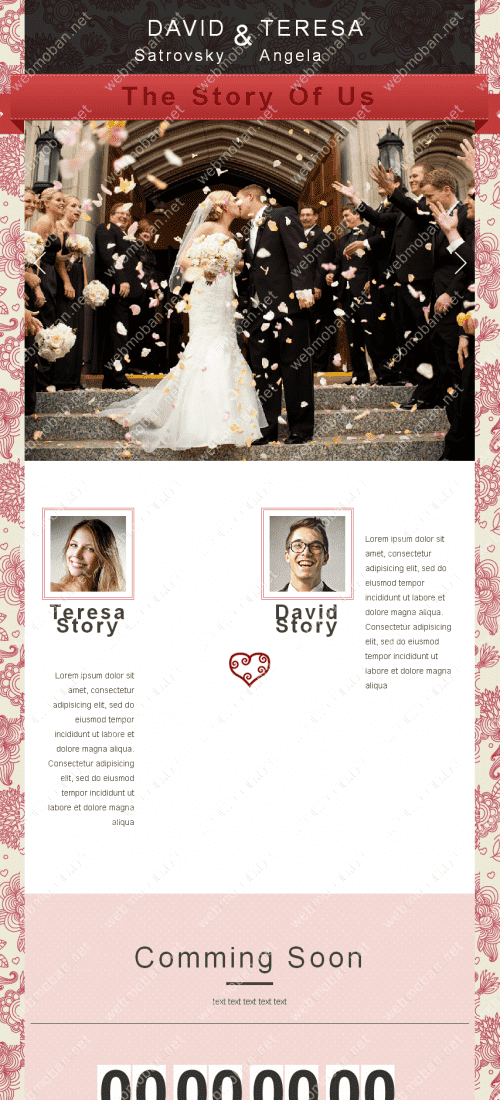 DAVID & TERESA
Satrovsky Angela
The Story Of Us
Teresa
Story
Lorem ipsum dolor sit
amet, consectetur
adipisicing elit, sed do
eiusmod tempor
incididunt ut labore et
dolore magna aliqua.
Consectetur adipisicing
elit, sed do eiusmod
tempor incididunt ut
labore et dolore magna
aliqua
David
Story
Lorem ipsum dolor sit
amet, consectetur
adipisicing elit, sed do
eiusmod tempor
incididunt ut labore et
dolore magna aliqua.
Consectetur adipisicing
elit, sed do eiusmod
tempor incididunt ut
labore et dolore magna
aliqua
Comming Soon
text text text text text
00 00 00 00
webmoban.net